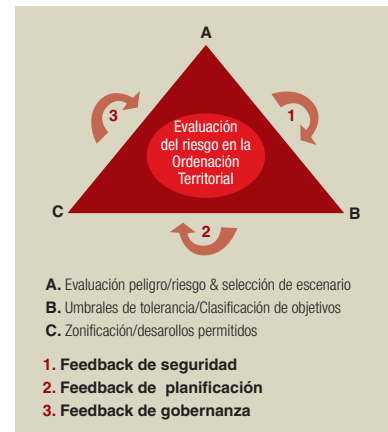 A
3
1
Evaluación
del riesgo en la
Ordenación
Territorial
C
B
2
A. Evaluación peligro/riesgo & selección de escenario
B. Umbrales de tolerancia/Clasificación de objetivos
C. Zonificación/desarollos permitidos
1. Feedback de seguridad
2. Feedback de planificación
3. Feedback de gobernanza